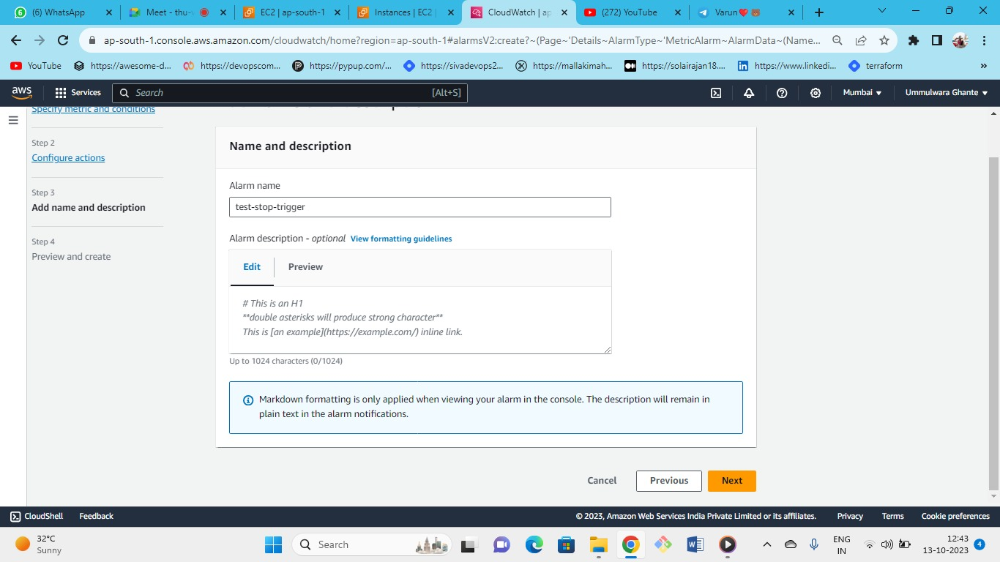 6
(6) WhatsApp
Meet - thu-
EC2 | ap-south-1
Instances | EC2 |
CloudWatch | ap
(272) YouTube
Varun❤️🐻
ap-south-1.console.aws.amazon.com/cloudwatch/home?region=ap-south-1#alarmsV2:create?~(Page~'Details~AlarmType~'MetricAlarm~AlarmData~(Name...
YouTube
https://awesome-d...
https://devopscom...
https://pypup.com/...
https://sivadevops2...
https://mallakimah...
https://solairajan18....
https://www.linkedi...
terraform
»
aws
Services
Search
[Alt+S]
Mumbai
Ummulwara Ghante
Specify metric and conditions
Step 2
Configure actions
Step 3
Add name and description
Step 4
Preview and create
Name and description
Alarm name
test-stop-trigger
Alarm description - optional View formatting guidelines
Edit
Preview
# This is an H1
**double asterisks will produce strong character**
This is [an example](https://example.com/) inline link.
Up to 1024 characters (0/1024)
Markdown formatting is only applied when viewing your alarm in the console. The description will remain in
plain text in the alarm notifications.
Cancel
Previous
Next
CloudShell
Feedback
© 2023, Amazon Web Services India Private Limited or its affiliates.
Privacy
Terms
Cookie preferences
32°C
Sunny
Search
ENG
IN
12:43
13-10-2023
4